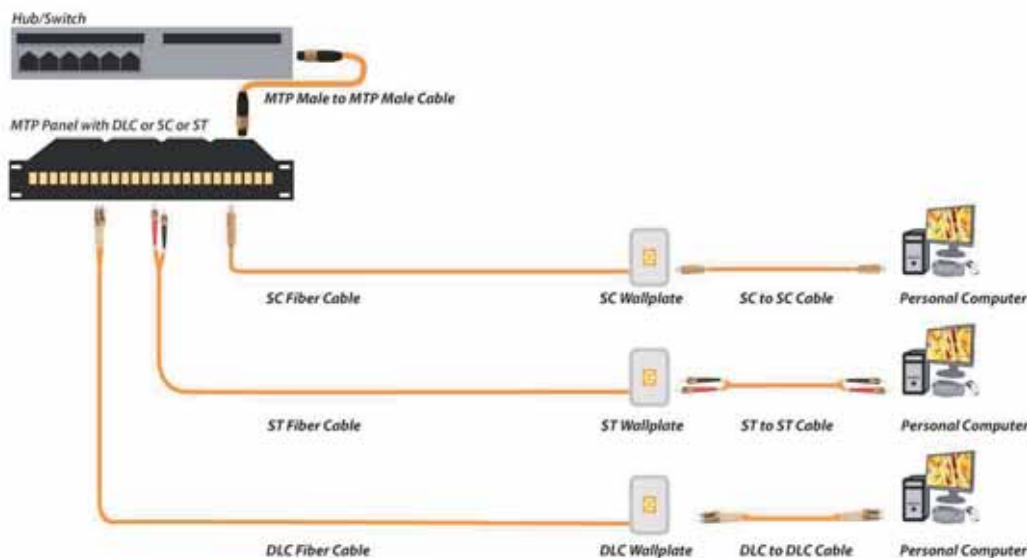 Hub/Switch
MTP Male to MTP Male Cable
MTP Panel with DLC or SC or ST
SC Fiber Cable
SC Wallplate
SC to SC Cable
Personal Computer
ST Fiber Cable
ST Wallplate
ST to ST Cable
Personal Computer
DLC Fiber Cable
DLC Wallplate
DLC to DLC Cable
Personal Computer